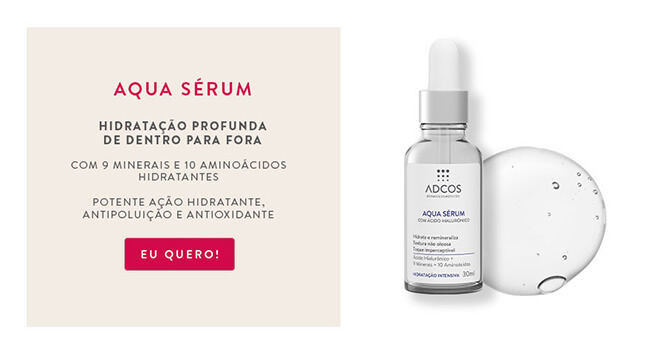 AQUA SÉRUM
HIDRATAÇÃO PROFUNDA
DE DENTRO PARA FORA
COM 9 MINERAIS E 10 AMINOÁCIDOS
HIDRATANTES
POTENTE AÇÃO HIDRATANTE,
ANTIPOLUIÇÃO E ANTIOXIDANTE
EU QUERO!
ADCOS
AQUA SÉRUM
COM ÁCIDO HIALURÔNICO
Hidrata e remineraliza
Textura não oleosa
Toque imperceptível
Ácido Hialurônico +
9 Minerais + 10 Aminoácidos
HIDRATAÇÃO INTENSIVA
30ml